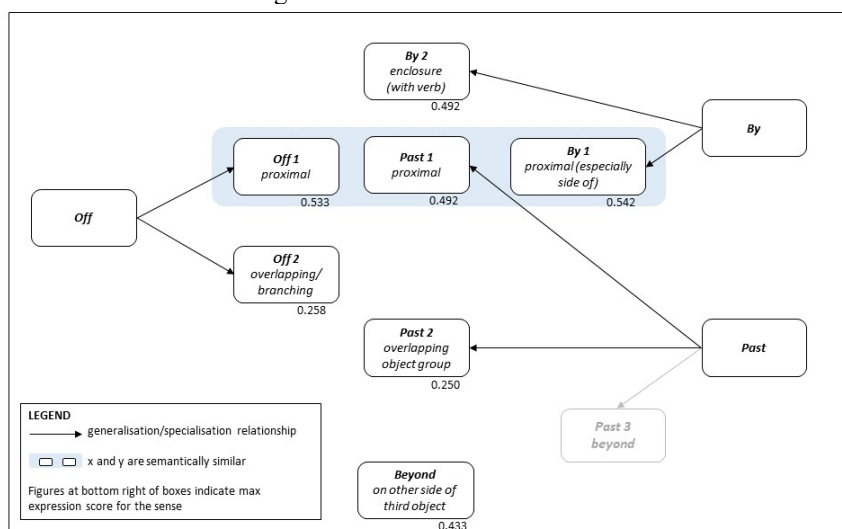 By 2
enclosure
(with verb)
0.492
By
Off 1
proximal
0.533
Past 1
proximal
0.492
By 1
proximal (especially
side of)
0.542
Off
Off 2
overlapping/
branching
0.258
Past 2
overlapping
object group
0.250
Past
Past 3
beyond
LEGEND
generalisation/specialisation relationship
x and y are semantically similar
Figures at bottom right of boxes indicate max
expression score for the sense
Beyond
on other side of
third object
0.433